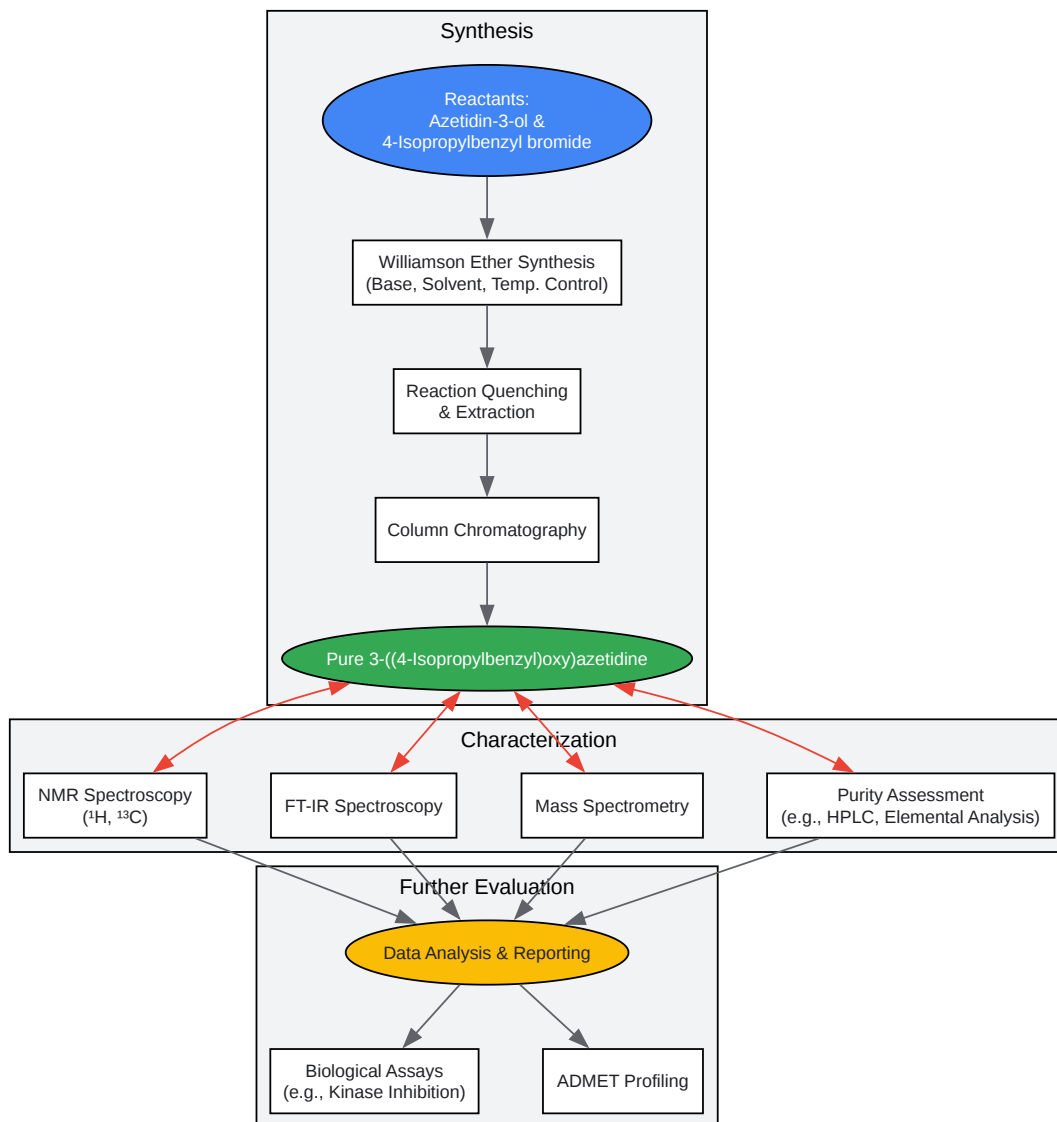 Synthesis
Reactants:
Azetidin-3-ol &
4-Isopropylbenzyl bromide
Williamson Ether Synthesis
(Base, Solvent, Temp. Control)
Reaction Quenching
& Extraction
Column Chromatography
Pure 3-((4-Isopropylbenzyl)oxy)azetidine
Characterization
NMR Spectroscopy
(¹H, ¹³C)
FT-IR Spectroscopy
Mass Spectrometry
Purity Assessment
(e.g., HPLC, Elemental Analysis)
Further Evaluation
Data Analysis & Reporting
Biological Assays
(e.g., Kinase Inhibition)
ADMET Profiling